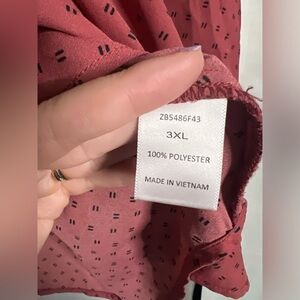 ZB5486F43
3XL
100% POLYESTER
MADE IN VIETNAM